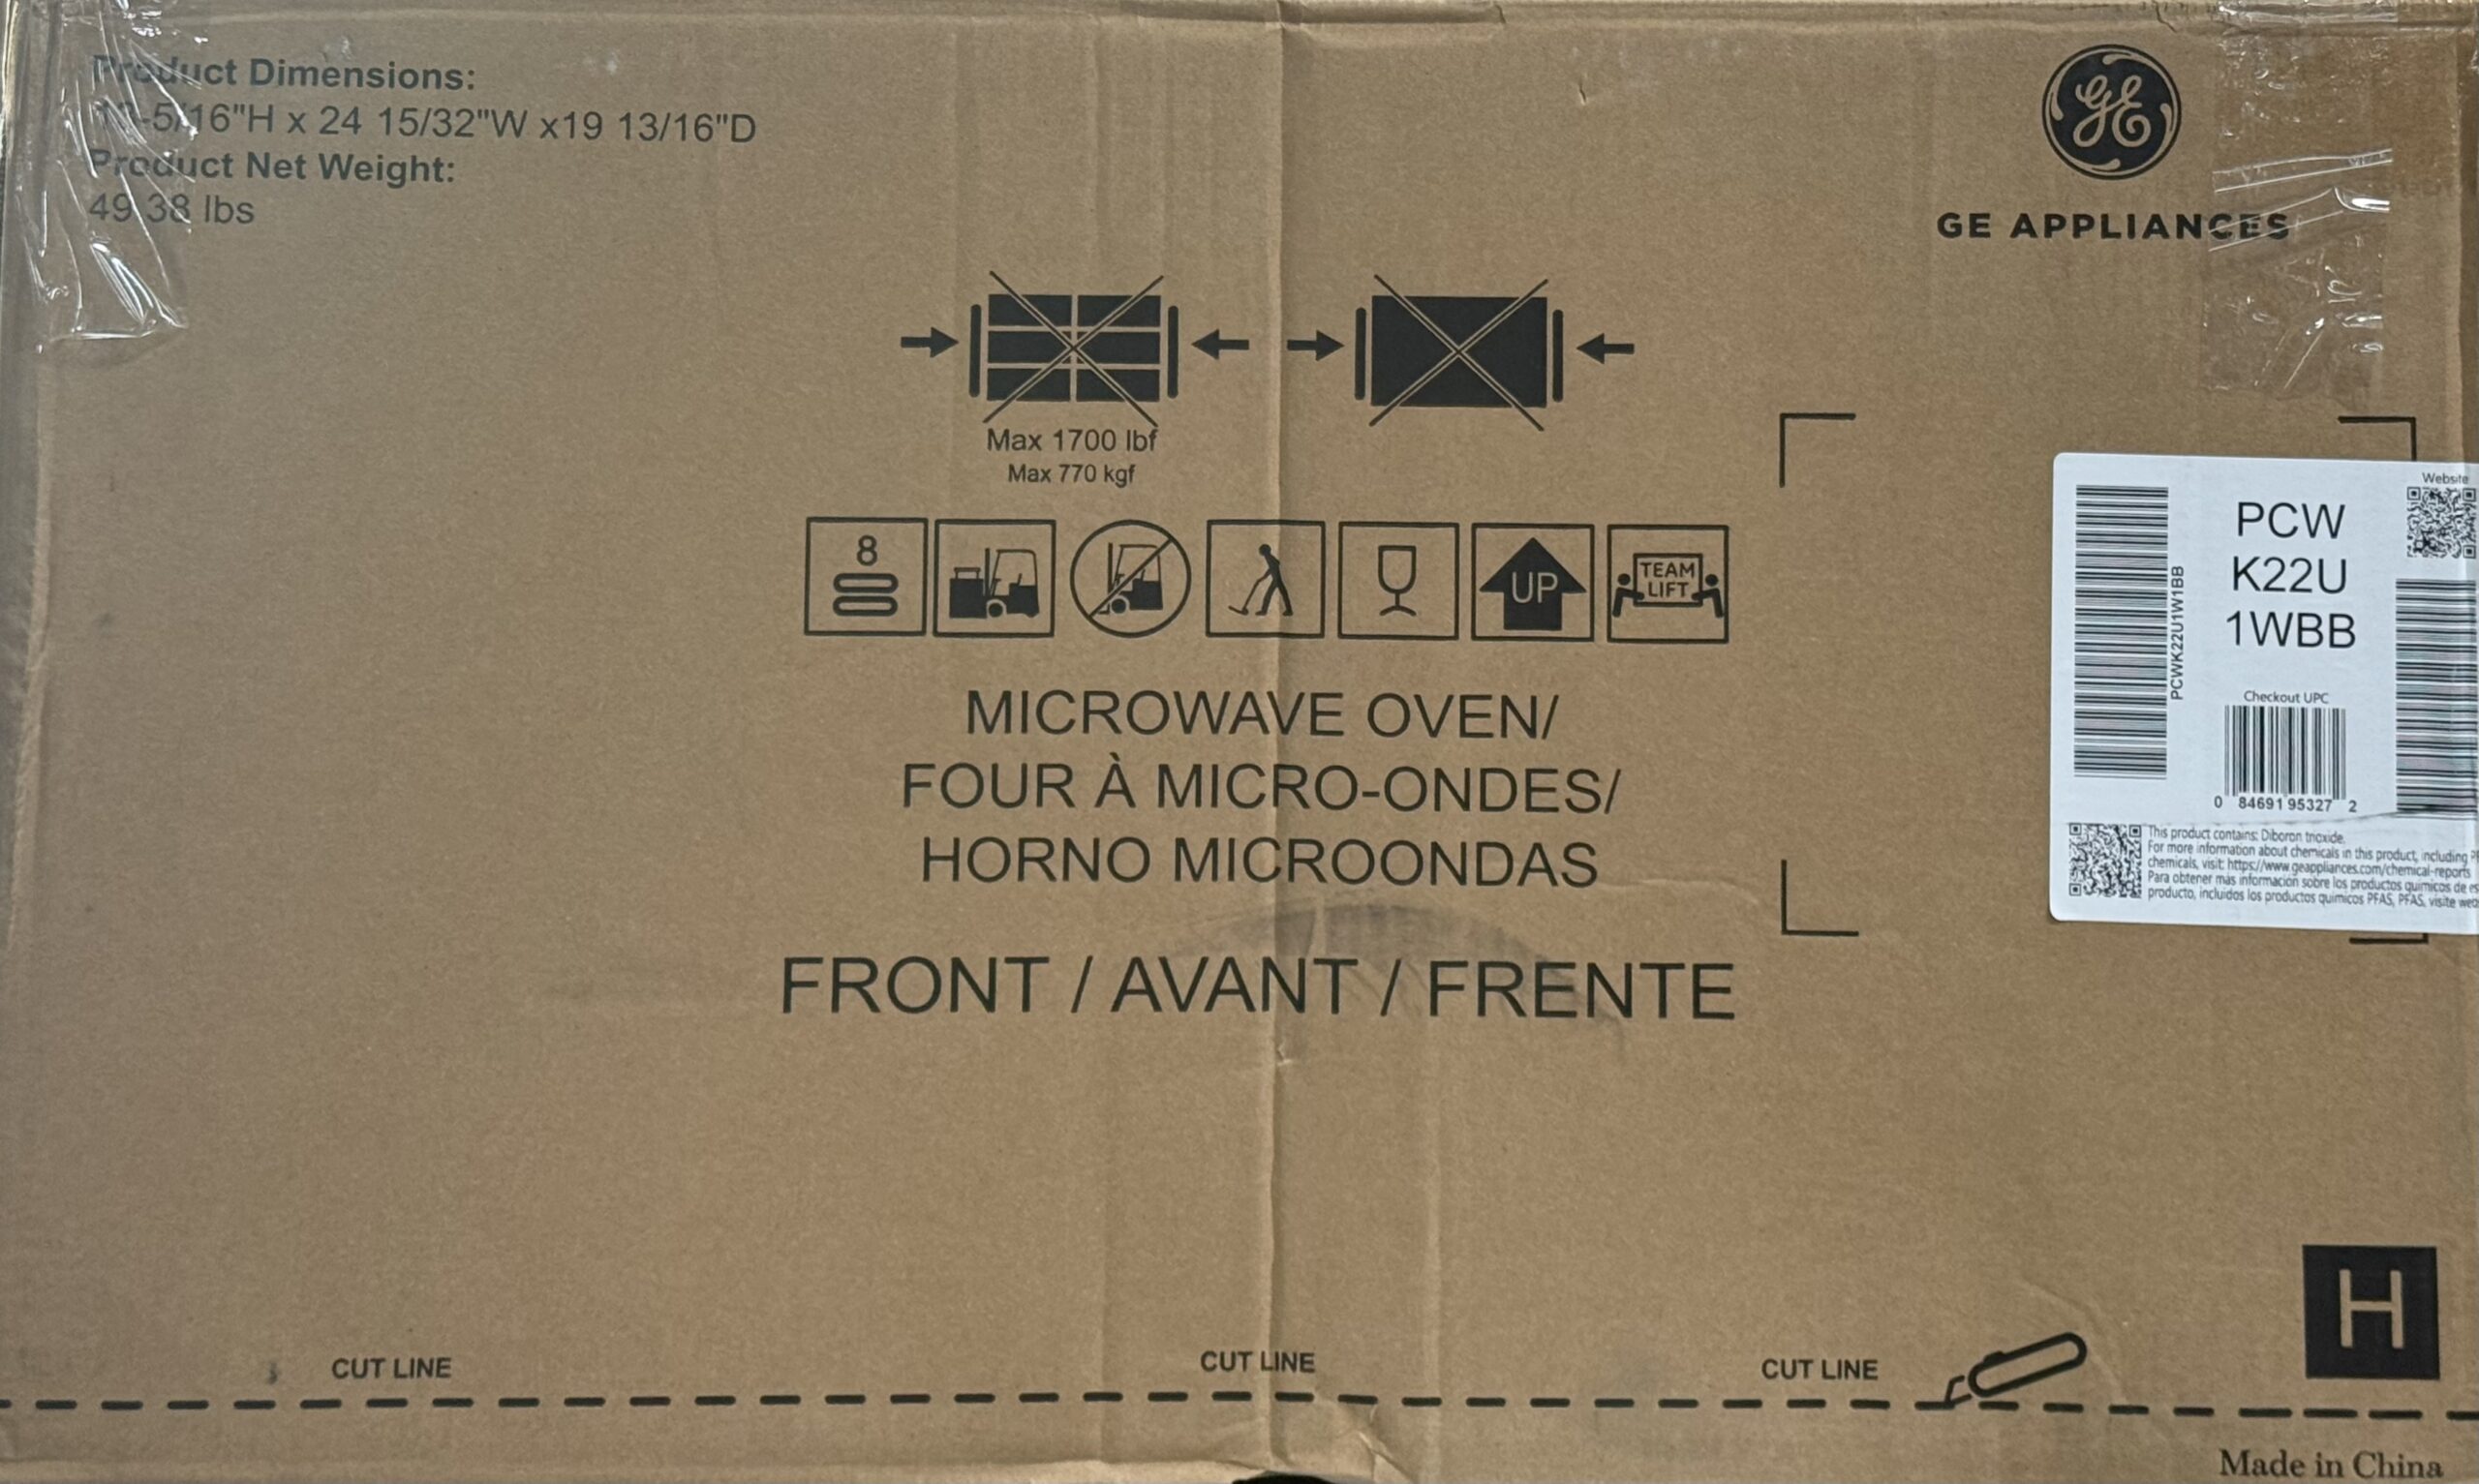 Product Dimensions:
-5/16"H x 24 15/32"W x19 13/16"D
Product Net Weight:
49.38 lbs
GE
GE APPLIANCES
Max 1700 lbf
Max 770 kgf
8
UP
TEAM
LIFT
MICROWAVE OVEN/
FOUR À MICRO-ONDES/
HORNO MICROONDAS
FRONT / AVANT / FRENTE
Website
PCW
K22U
1WBB
PCWK22U1W1BB
Checkout UPC
0 84691 95327 2
This product contains: Diboron trioxide.
For more information about chemicals in this product, including
chemicals, visit: https://www.geappliances.com/chemical-reports
Para obtener más información sobre los productos químicos de
producto, incluidos los productos químicos PFAS, PFAS, visite
H
CUT LINE
CUT LINE
CUT LINE
Made in China